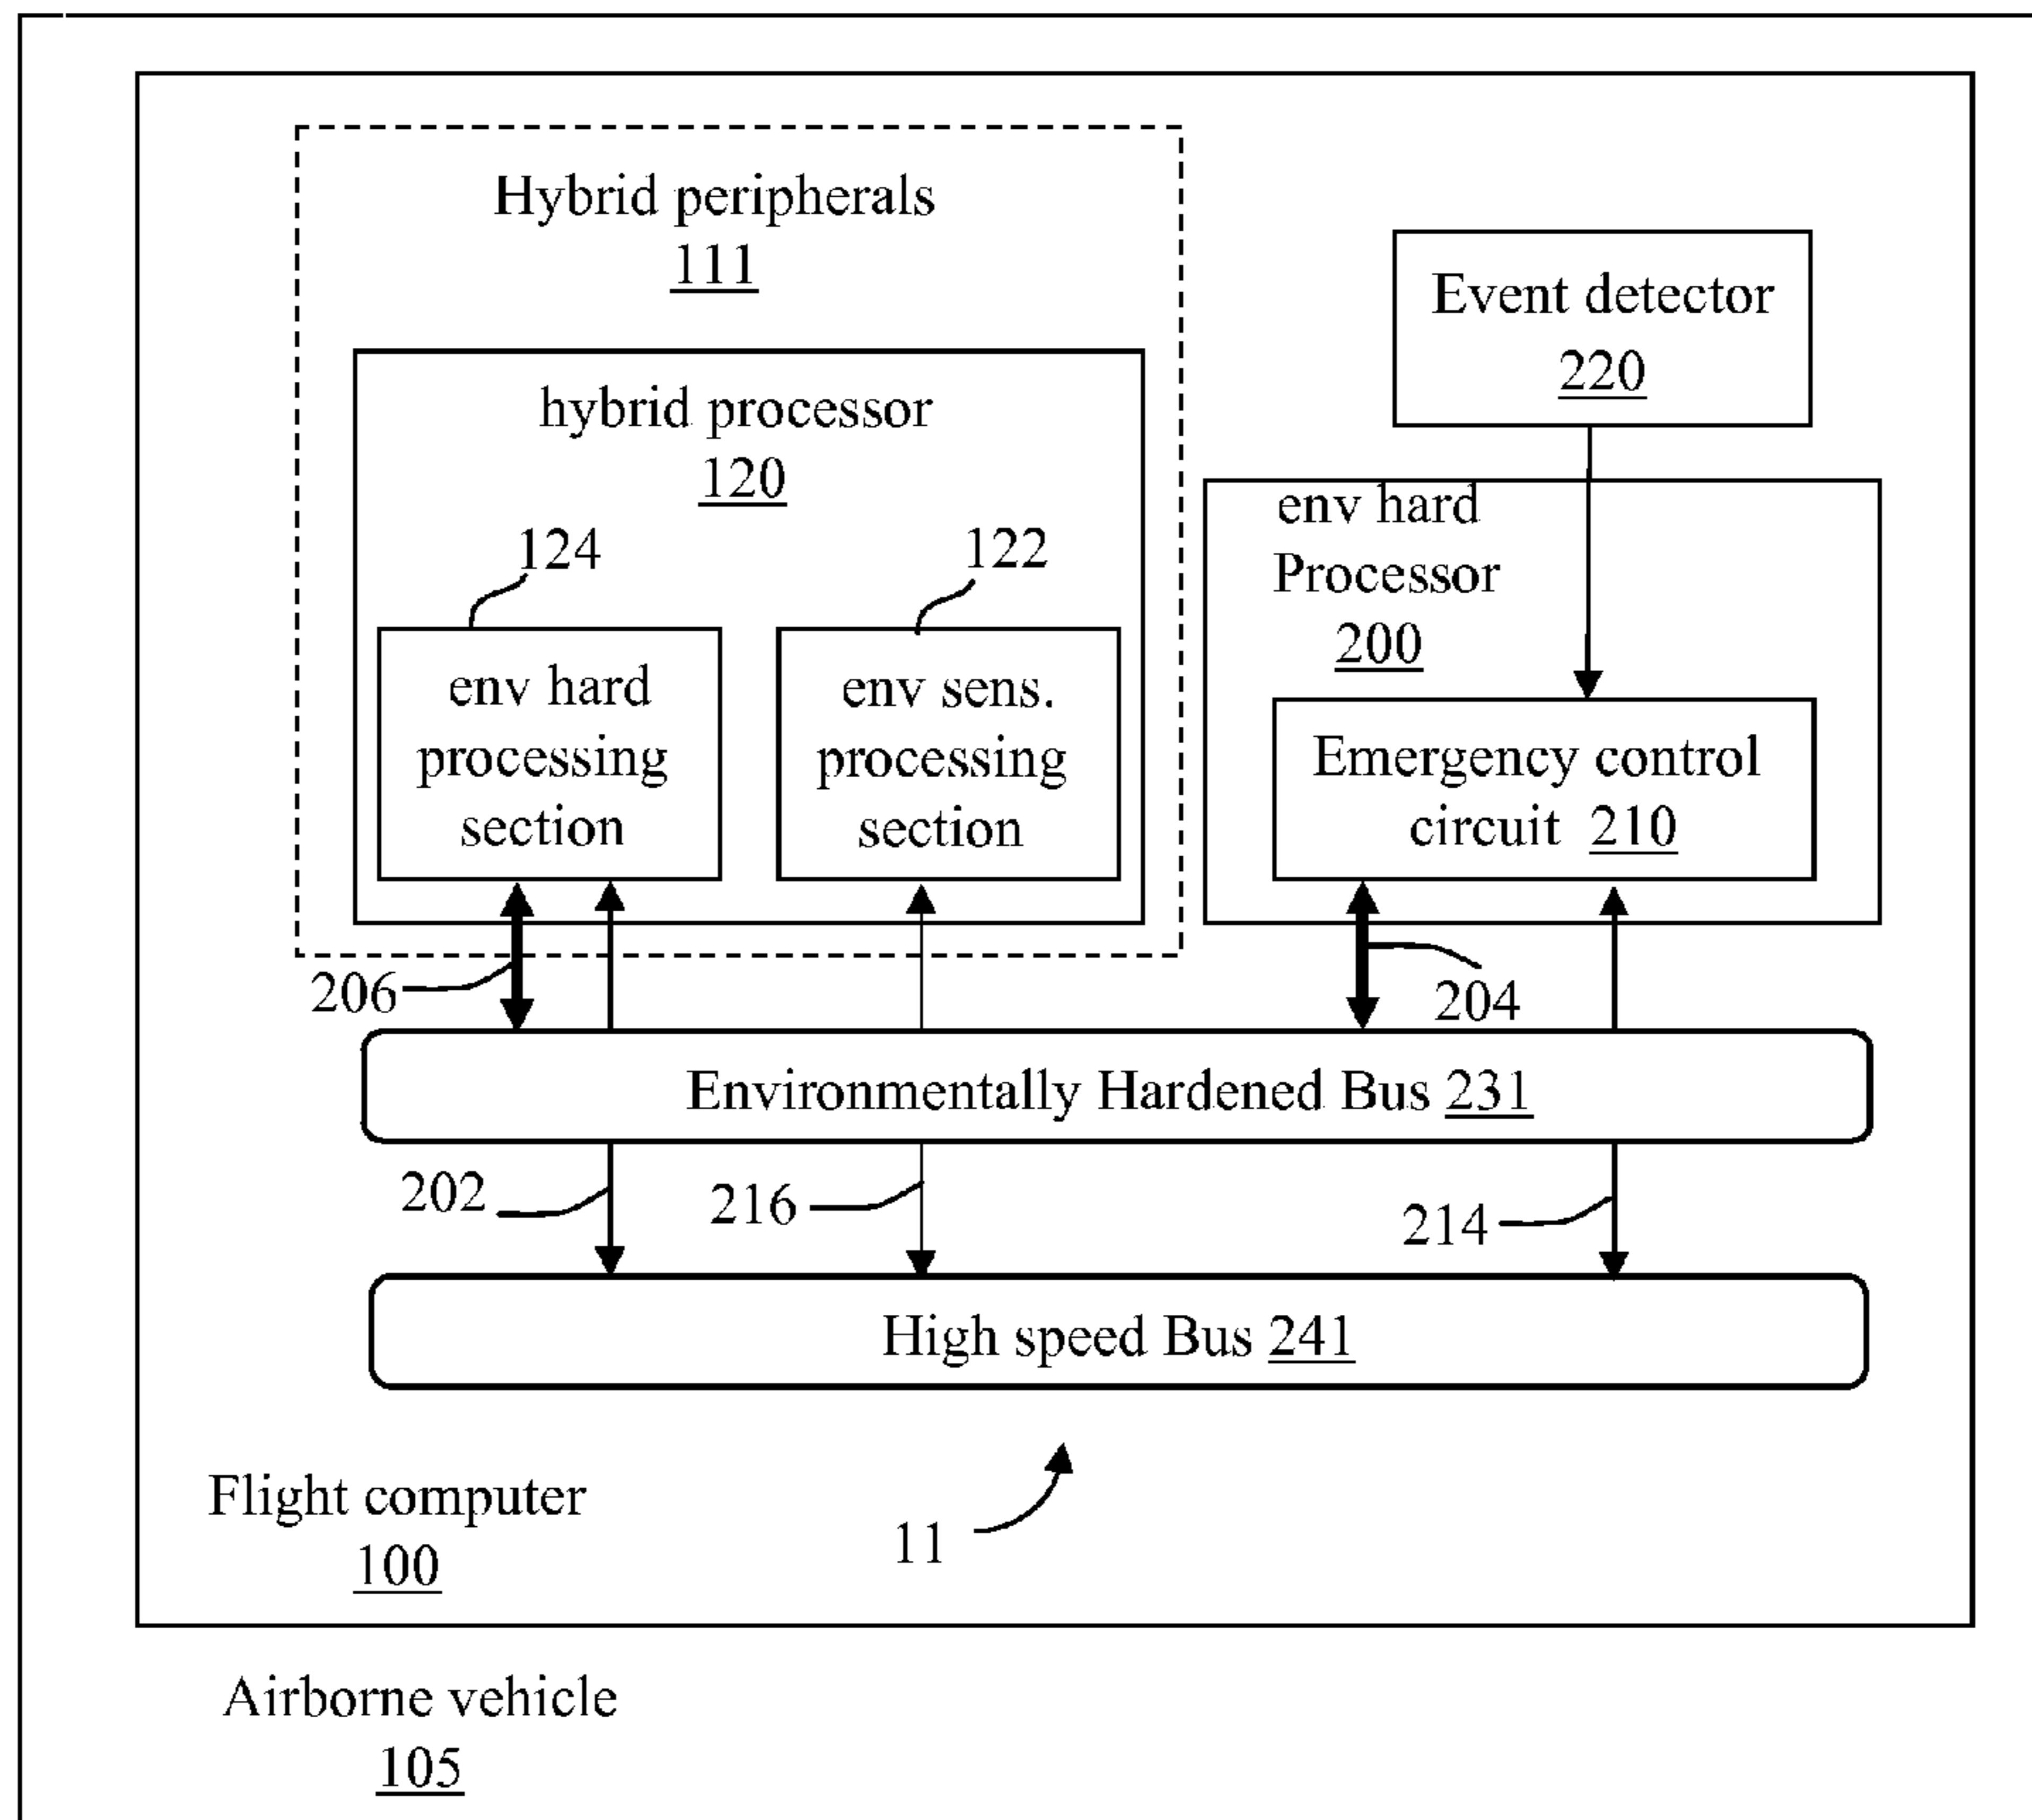 Hybrid peripherals
111
Event detector
220
hybrid processor
120
env hard
Processor
200
124
122
env hard
processing
section
env sens.
processing
section
Emergency control
circuit 210
206
204
Environmentally Hardened Bus 231
202
216
214
High speed Bus 241
11
Flight computer
100
Airborne vehicle
105